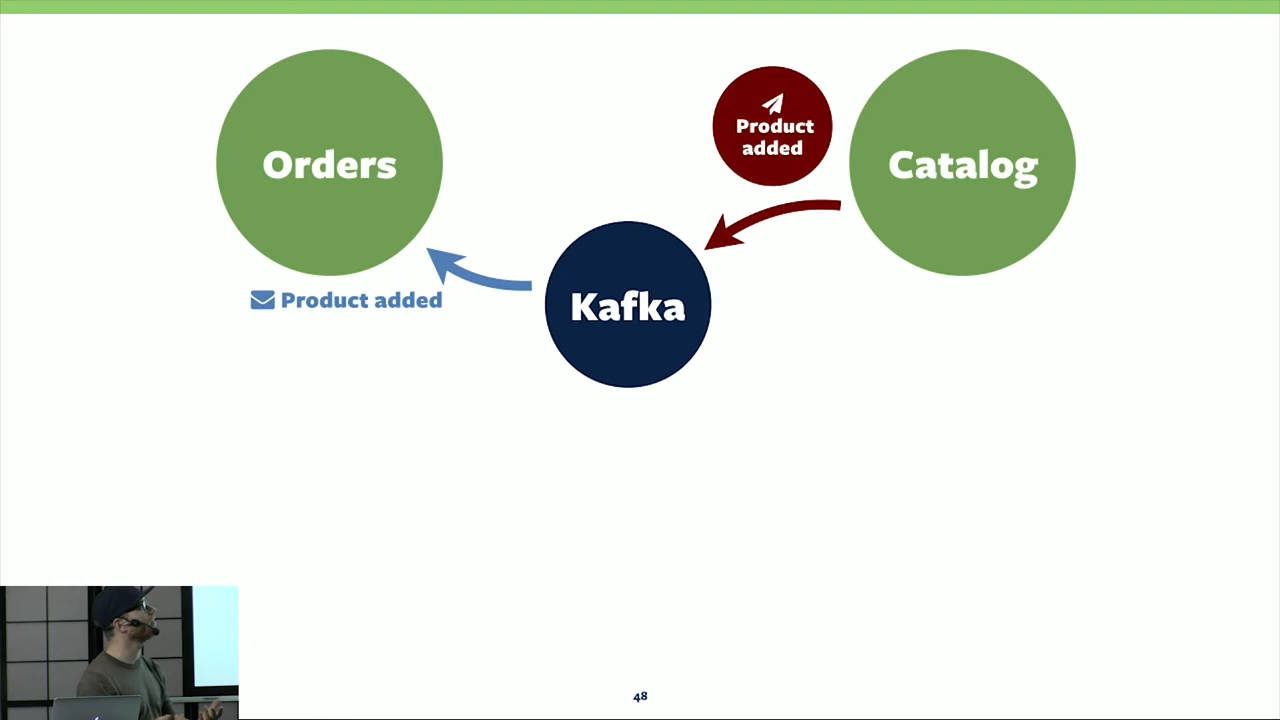 Orders
Product
added
Catalog
Product added
Kafka
48